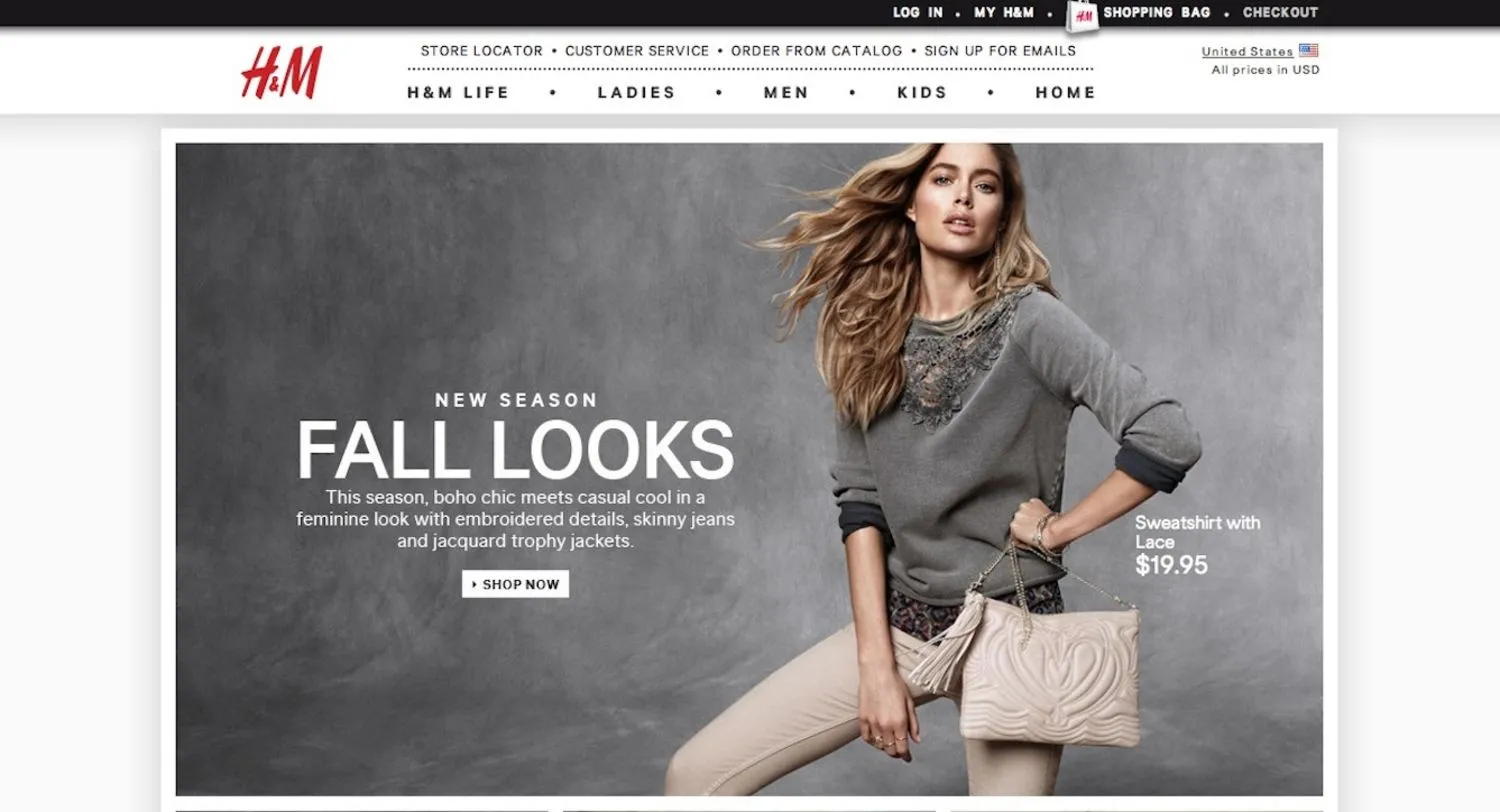 LOG IN • MY H&M • H&M SHOPPING BAG • CHECKOUT
H&M
STORE LOCATOR • CUSTOMER SERVICE • ORDER FROM CATALOG • SIGN UP FOR EMAILS
United States
All prices in USD
H&M LIFE • LADIES • MEN • KIDS • HOME
NEW SEASON
FALL LOOKS
This season, boho chic meets casual cool in a
feminine look with embroidered details, skinny jeans
and jacquard trophy jackets.
SHOP NOW
Sweatshirt with
Lace
$19.95